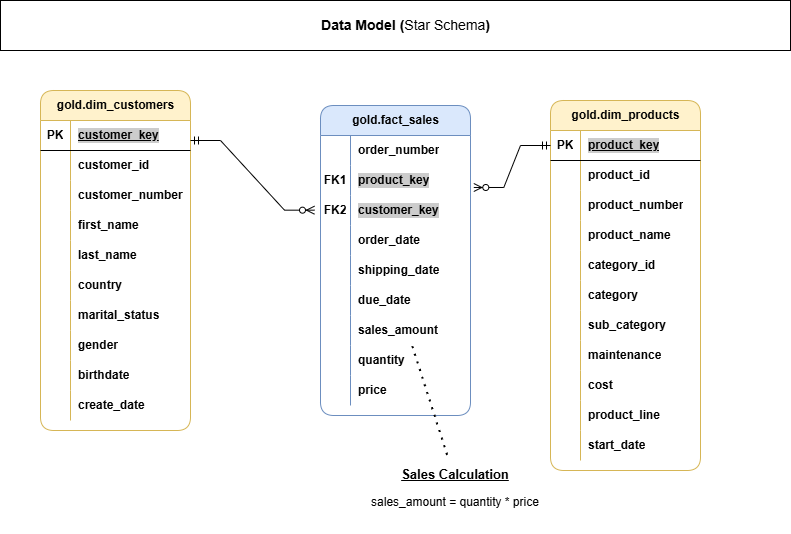 Data Model (Star Schema)
gold.dim_customers
PK customer_key
customer_id
customer_number
first_name
last_name
country
marital_status
gender
birthdate
create_date
gold.fact_sales
order_number
FK1 product_key
FK2 customer_key
order_date
shipping_date
due_date
sales_amount
quantity
price
gold.dim_products
PK product_key
product_id
product_number
product_name
category_id
category
sub_category
maintenance
cost
product_line
start_date
Sales Calculation
sales_amount = quantity * price